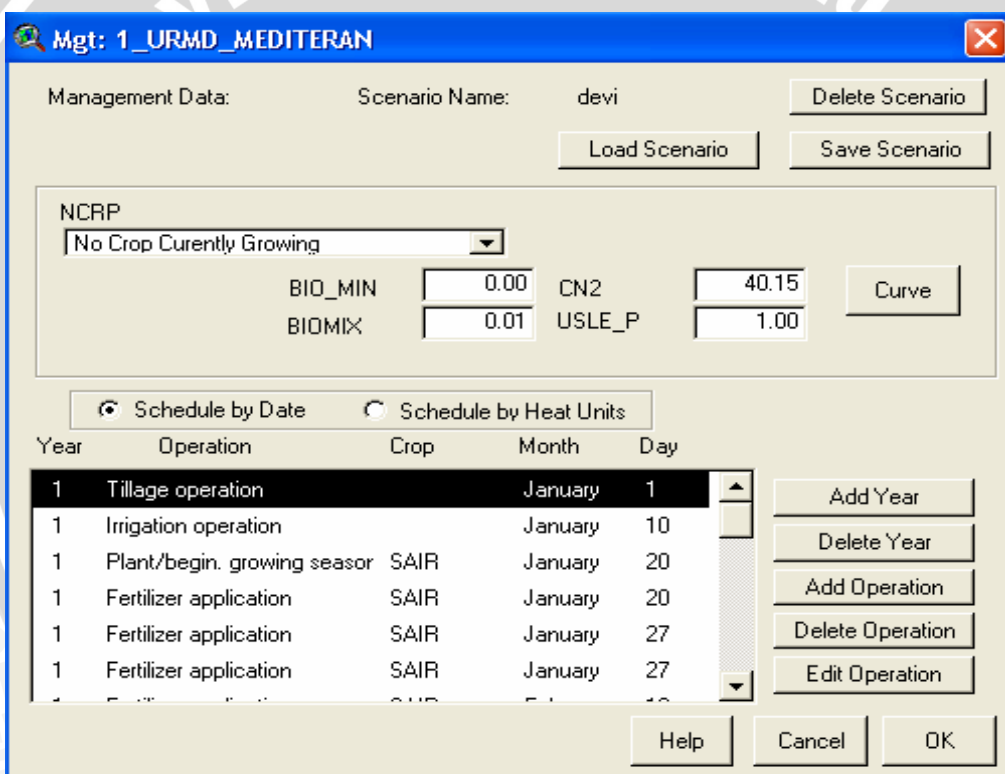 Mgt: 1_URMD_MEDITERAN
Management Data: Scenario Name: devi Delete Scenario
Load Scenario Save Scenario
NCRP
No Crop Curently Growing
BIO_MIN 0.00 CN2 40.15 Curve
BIOMIX 0.01 USLE_P 1.00
Schedule by Date Schedule by Heat Units
Year Operation Crop Month Day
1 Tillage operation January 1
1 Irrigation operation January 10
1 Plant/begin. growing seasor SAIR January 20
1 Fertilizer application SAIR January 20
1 Fertilizer application SAIR January 27
1 Fertilizer application SAIR January 27
Add Year
Delete Year
Add Operation
Delete Operation
Edit Operation
Help Cancel OK